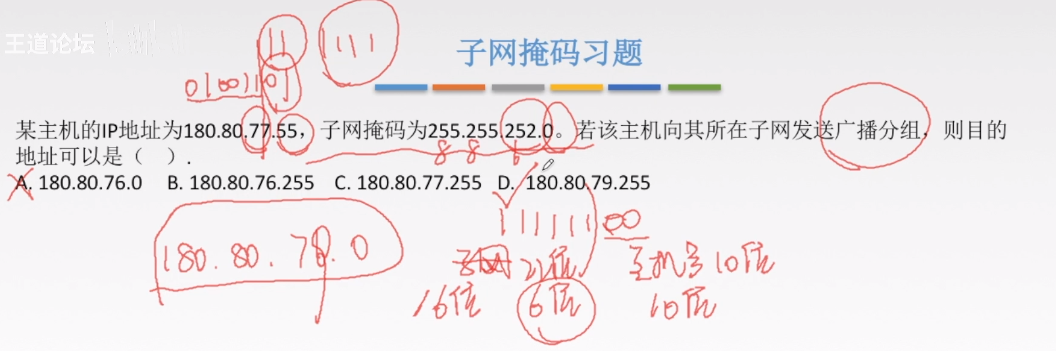 王道论坛
11 111
子网掩码习题
01001101
某主机的IP地址为180.80.77.55，子网掩码为255.255.252.0。若该主机向其所在子网发送广播分组，则目的
地址可以是（ ）.
8 8 6
A. 180.80.76.0 B. 180.80.76.255 C. 180.80.77.255 D. 180.80.79.255
11111100
180.80.76.0
22位 主机号10位
16位 6位 10位